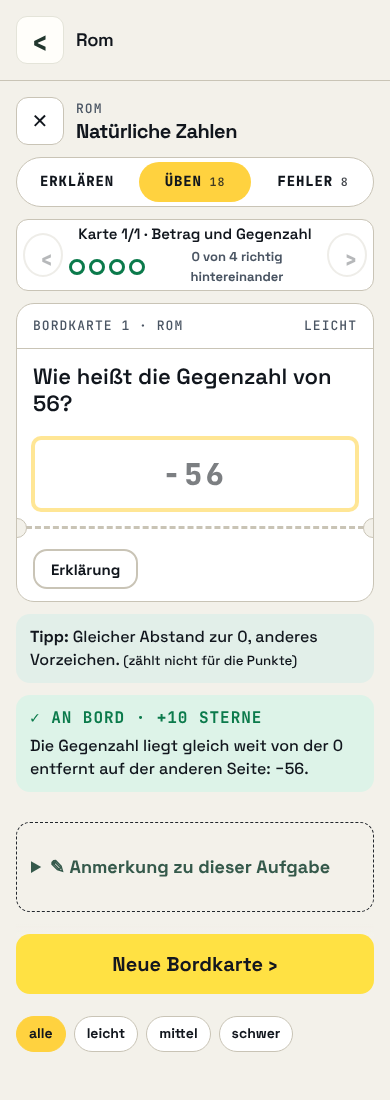 <
Rom
✕
ROM
Natürliche Zahlen
ERKLÄREN
ÜBEN 18
FEHLER 8
<
Karte 1/1 · Betrag und Gegenzahl
0 von 4 richtig
hintereinander
>
BORDKARTE 1 · ROM
LEICHT
Wie heißt die Gegenzahl von
56?
-56
Erklärung
Tipp: Gleicher Abstand zur 0, anderes
Vorzeichen. (zählt nicht für die Punkte)
✓ AN BORD · +10 STERNE
Die Gegenzahl liegt gleich weit von der 0
entfernt auf der anderen Seite: −56.
▶ ✎ Anmerkung zu dieser Aufgabe
Neue Bordkarte >
alle
leicht
mittel
schwer